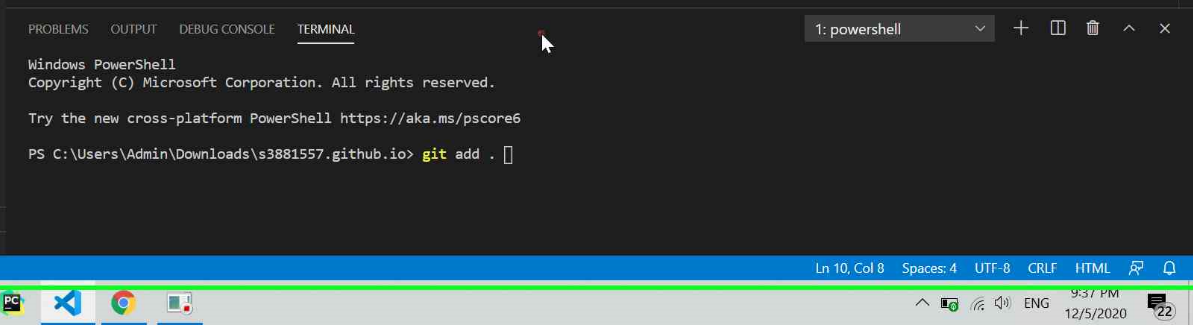 PROBLEMS OUTPUT DEBUG CONSOLE TERMINAL 1: powershell
Windows PowerShell
Copyright (C) Microsoft Corporation. All rights reserved.
Try the new cross-platform PowerShell https://aka.ms/pscore6
PS C:\Users\Admin\Downloads\s3881557.github.io> git add .
Ln 10, Col 8 Spaces: 4 UTF-8 CRLF HTML
PC ENG 9:37 PM
12/5/2020 22